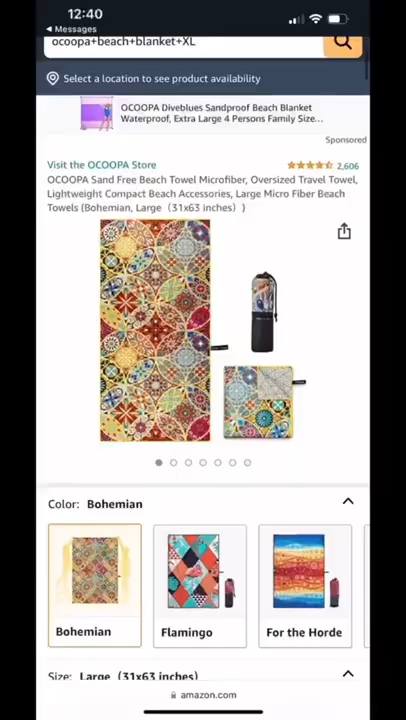 12:40
Messages
ocoopa+beach+blanket+XL
Select a location to see product availability
OCOOPA Diveblues Sandproof Beach Blanket
Waterproof, Extra Large 4 Persons Family Size...
Sponsored
Visit the OCOOPA Store
2,606
OCOOPA Sand Free Beach Towel Microfiber, Oversized Travel Towel,
Lightweight Compact Beach Accessories, Large Micro Fiber Beach
Towels (Bohemian, Large（31x63 inches）)
Color: Bohemian
Bohemian
Flamingo
For the Horde
Size: Large（31x63 inches）
amazon.com